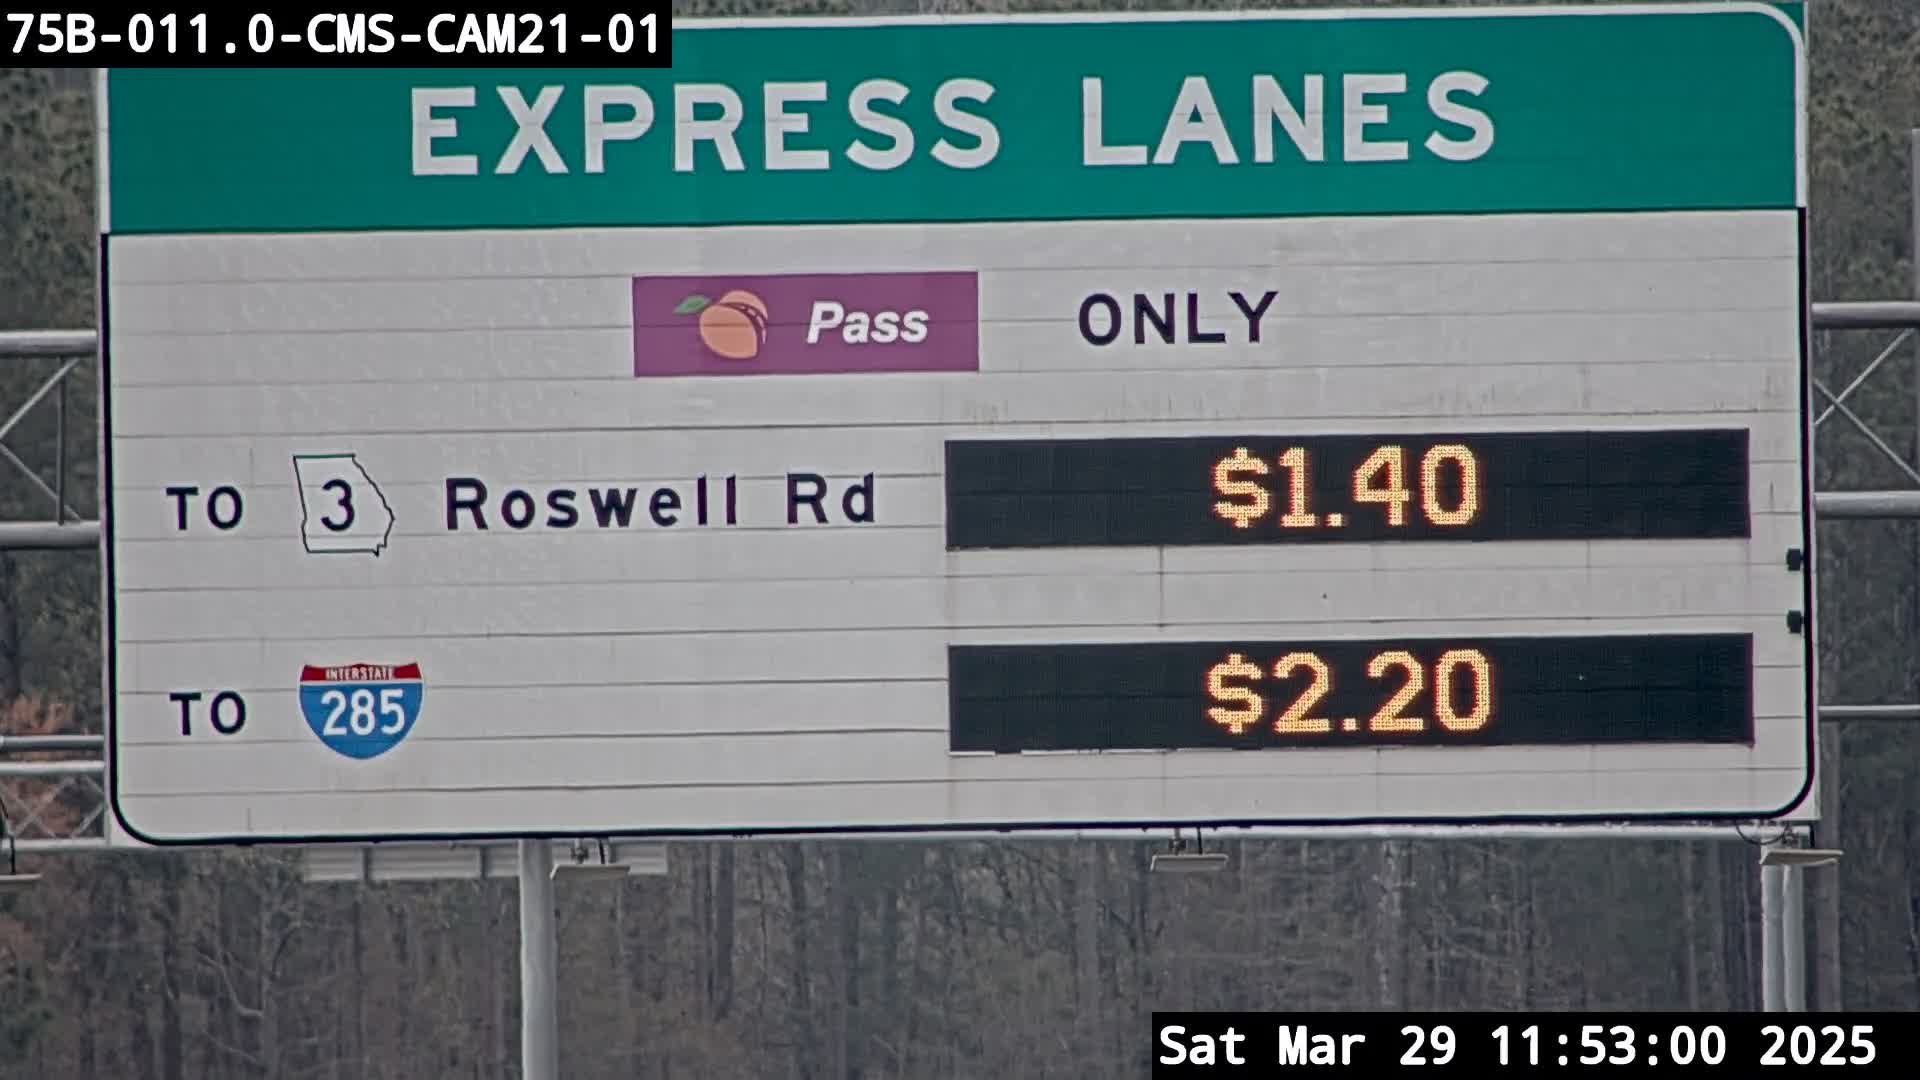 75B-011.0-CMS-CAM21-01
EXPRESS LANES
Pass ONLY
TO 3 Roswell Rd $1.40
TO INTERSTATE 285 $2.20
Sat Mar 29 11:53:00 2025